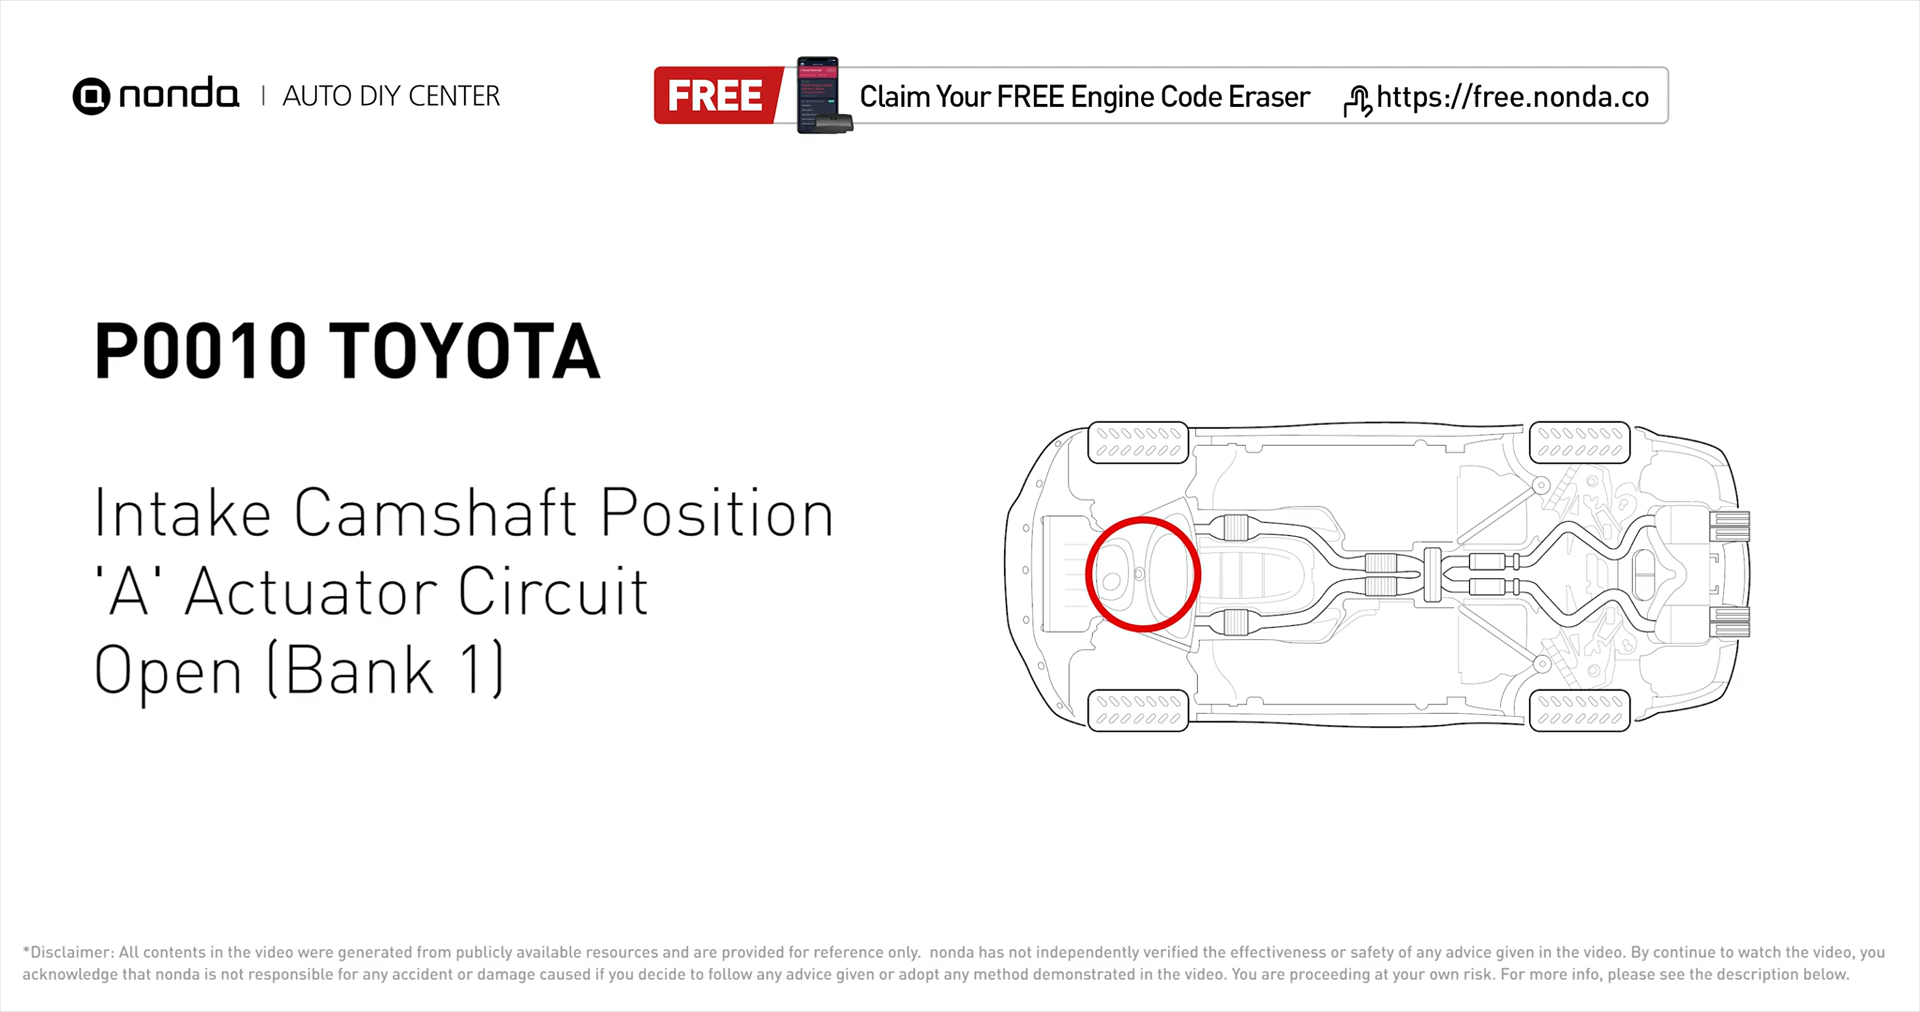 nonda | AUTO DIY CENTER
FREE Claim Your FREE Engine Code Eraser https://free.nonda.co
P0010 TOYOTA
Intake Camshaft Position
'A' Actuator Circuit
Open (Bank 1)
*Disclaimer: All contents in the video were generated from publicly available resources and are provided for reference only. nonda has not independently verified the effectiveness or safety of any advice given in the video. By continue to watch the video, you
acknowledge that nonda is not responsible for any accident or damage caused if you decide to follow any advice given or adopt any method demonstrated in the video. You are proceeding at your own risk. For more info, please see the description below.